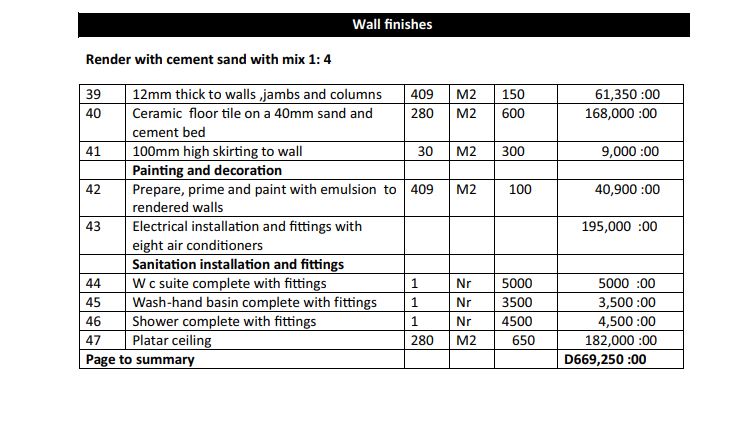 Wall finishes
Render with cement sand with mix 1: 4
39 12mm thick to walls ,jambs and columns 409 M2 150 61,350 :00
40 Ceramic floor tile on a 40mm sand and 280 M2 600 168,000 :00
cement bed
41 100mm high skirting to wall 30 M2 300 9,000 :00
Painting and decoration
42 Prepare, prime and paint with emulsion to 409 M2 100 40,900 :00
rendered walls
43 Electrical installation and fittings with 195,000 :00
eight air conditioners
Sanitation installation and fittings
44 W c suite complete with fittings 1 Nr 5000 5000 :00
45 Wash-hand basin complete with fittings 1 Nr 3500 3,500 :00
46 Shower complete with fittings 1 Nr 4500 4,500 :00
47 Platar ceiling 280 M2 650 182,000 :00
Page to summary D669,250 :00